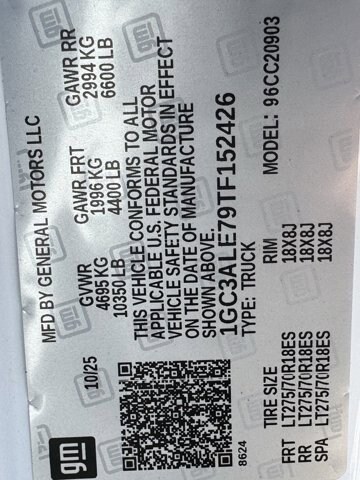 gm
MFD BY GENERAL MOTORS LLC
10/25
GVWR GAWR FRT GAWR RR
4695 KG 1996 KG 2994 KG
10350 LB 4400 LB 6600 LB
THIS VEHICLE CONFORMS TO ALL
APPLICABLE U.S. FEDERAL MOTOR
VEHICLE SAFETY STANDARDS IN EFFECT
ON THE DATE OF MANUFACTURE
SHOWN ABOVE.
1GC3ALE79TF152426
TYPE: TRUCK
8624
MODEL: 96CC20903
TIRE SIZE RIM
FRT LT275/70R18ES 18X8J
RR LT275/70R18ES 18X8J
SPA LT275/70R18ES 18X8J